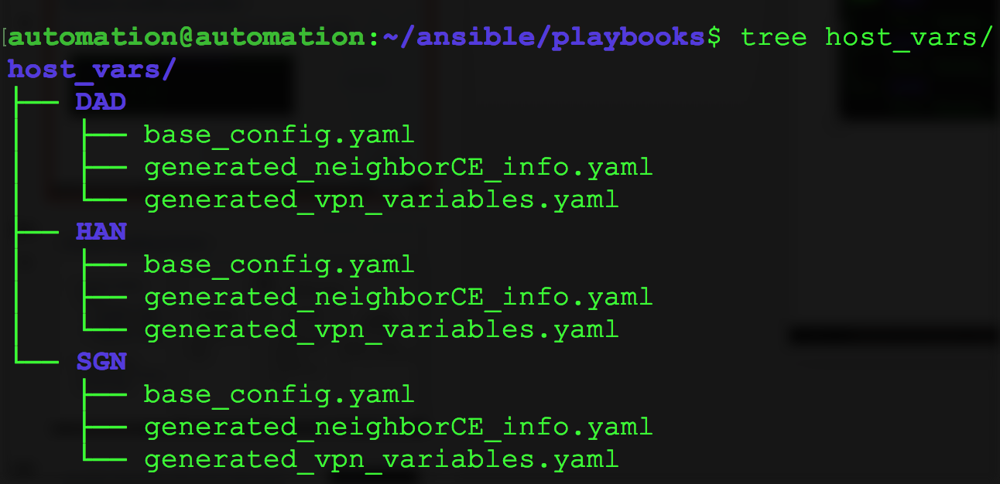 [automation@automation:~/ansible/playbooks$ tree host_vars/
host_vars/
├── DAD
│   ├── base_config.yaml
│   ├── generated_neighborCE_info.yaml
│   └── generated_vpn_variables.yaml
├── HAN
│   ├── base_config.yaml
│   ├── generated_neighborCE_info.yaml
│   └── generated_vpn_variables.yaml
└── SGN
    ├── base_config.yaml
    ├── generated_neighborCE_info.yaml
    └── generated_vpn_variables.yaml